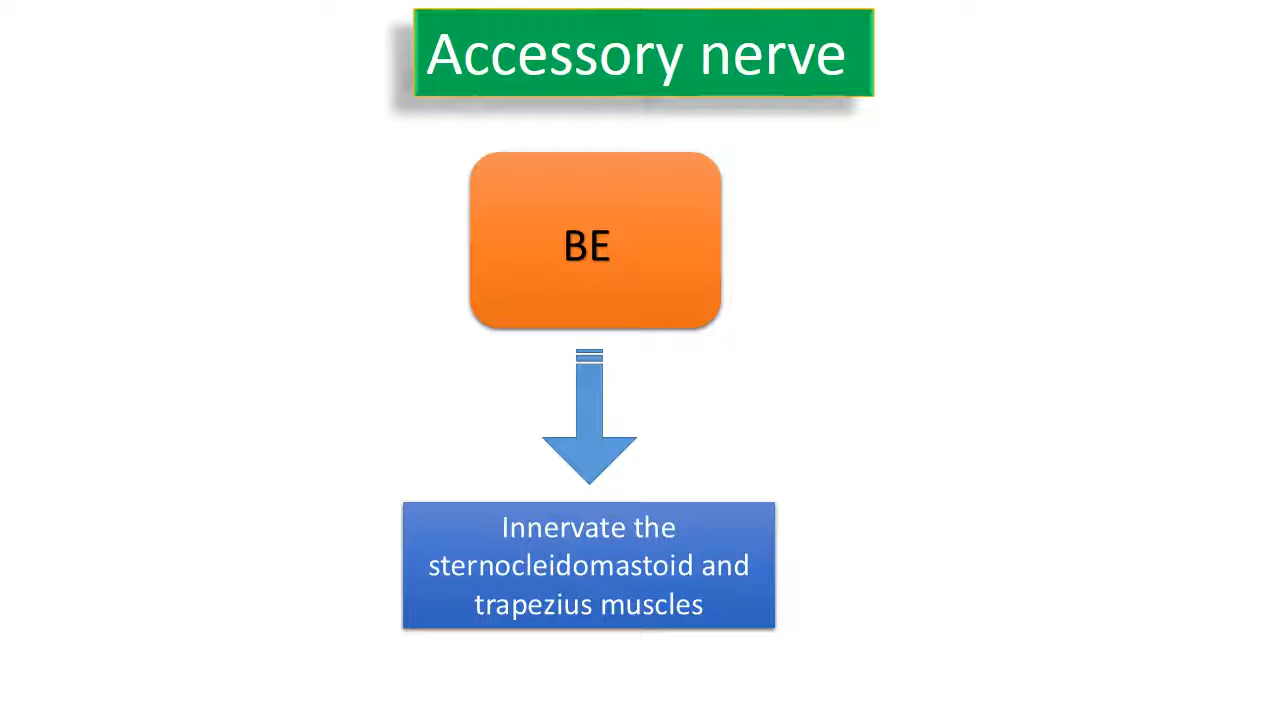 Accessory nerve
BE
Innervate the
sternocleidomastoid and
trapezius muscles